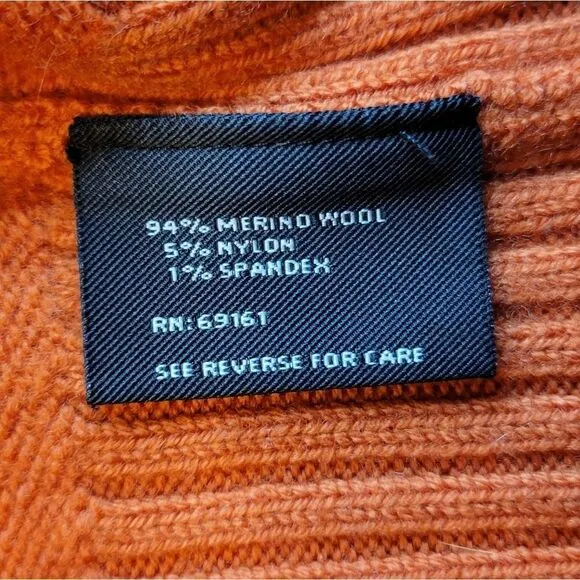 94% MERINO WOOL
5% NYLON
1% SPANDEX
RN:69161
SEE REVERSE FOR CARE